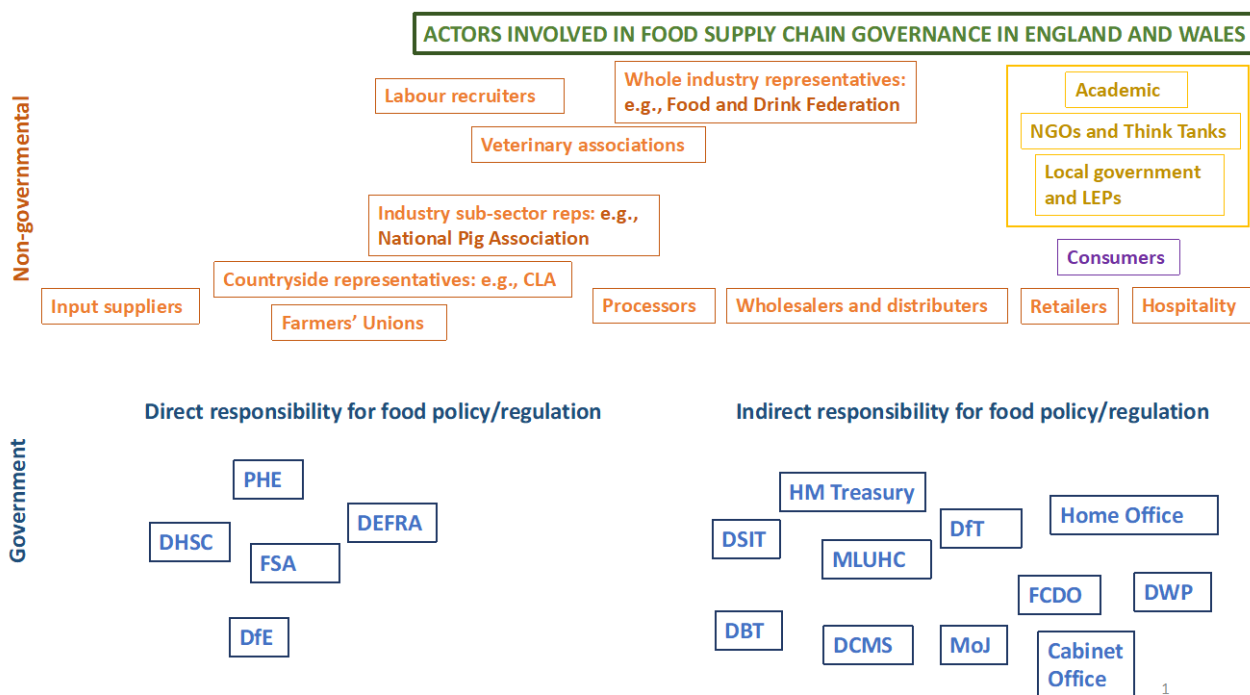 ACTORS INVOLVED IN FOOD SUPPLY CHAIN GOVERNANCE IN ENGLAND AND WALES
Non-governmental
Labour recruiters
Whole industry representatives:
e.g., Food and Drink Federation
Veterinary associations
Academic
NGOs and Think Tanks
Local government
and LEPs
Industry sub-sector reps: e.g.,
National Pig Association
Consumers
Countryside representatives: e.g., CLA
Input suppliers
Farmers’ Unions
Processors
Wholesalers and distributers
Retailers
Hospitality
Government
Direct responsibility for food policy/regulation
PHE
DEFRA
DHSC
FSA
DfE
Indirect responsibility for food policy/regulation
HM Treasury
Home Office
DfT
DSIT
MLUHC
FCDO
DWP
DBT
DCMS
MoJ
Cabinet
Office
1